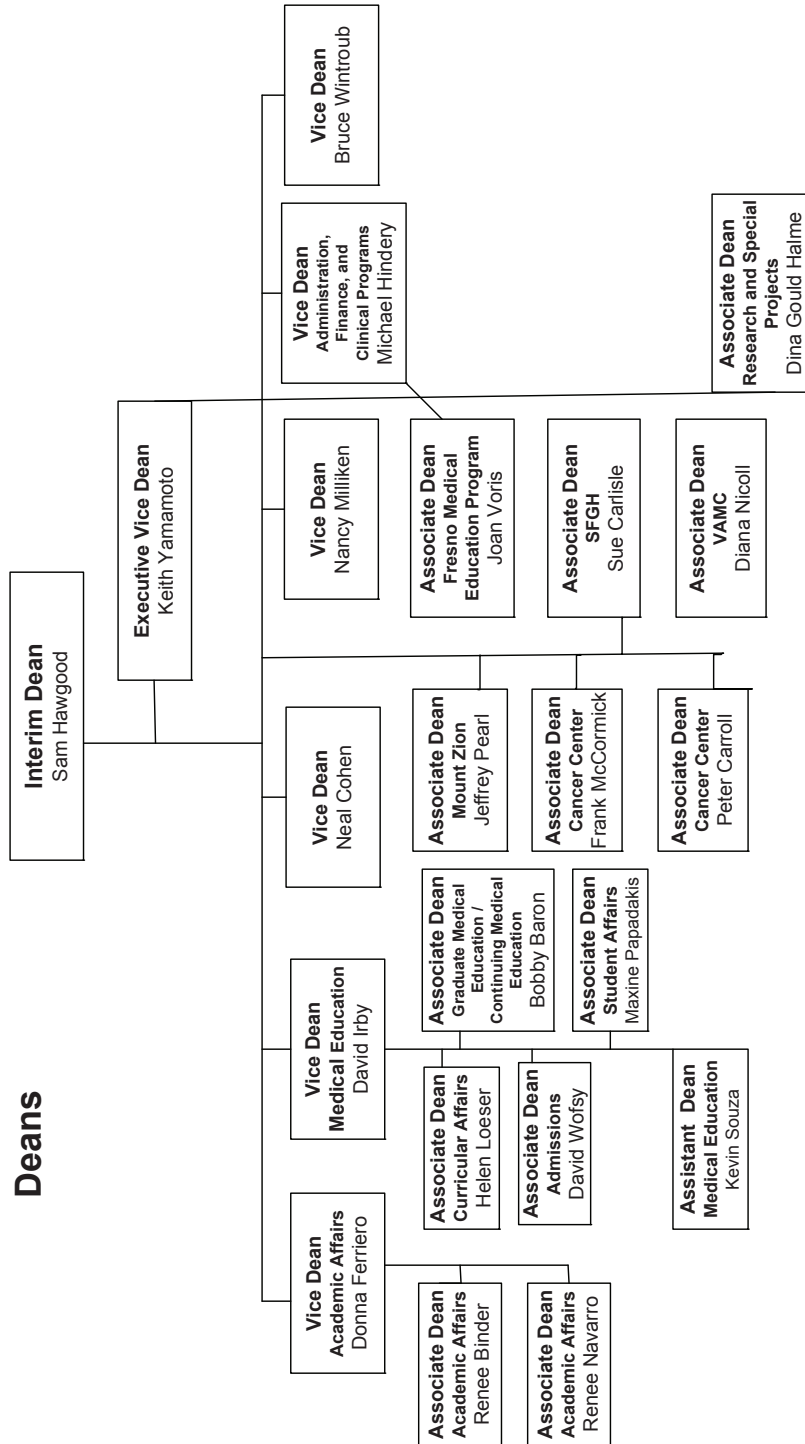 Deans
Interim Dean
Sam Hawgood
Executive Vice Dean
Keith Yamamoto
Vice Dean
Academic Affairs
Donna Ferriero
Vice Dean
Medical Education
David Irby
Vice Dean
Neal Cohen
Vice Dean
Nancy Milliken
Vice Dean
Administration,
Finance, and
Clinical Programs
Michael Hindery
Vice Dean
Bruce Wintroub
Associate Dean
Academic Affairs
Renee Binder
Associate Dean
Academic Affairs
Renee Navarro
Associate Dean
Curricular Affairs
Helen Loeser
Associate Dean
Graduate Medical
Education /
Continuing Medical
Education
Bobby Baron
Associate Dean
Admissions
David Wofsy
Associate Dean
Student Affairs
Maxine Papadakis
Assistant Dean
Medical Education
Kevin Souza
Associate Dean
Mount Zion
Jeffrey Pearl
Associate Dean
Cancer Center
Frank McCormick
Associate Dean
Cancer Center
Peter Carroll
Associate Dean
Fresno Medical
Education Program
Joan Voris
Associate Dean
SFGH
Sue Carlisle
Associate Dean
VAMC
Diana Nicoll
Associate Dean
Research and Special
Projects
Dina Gould Halme